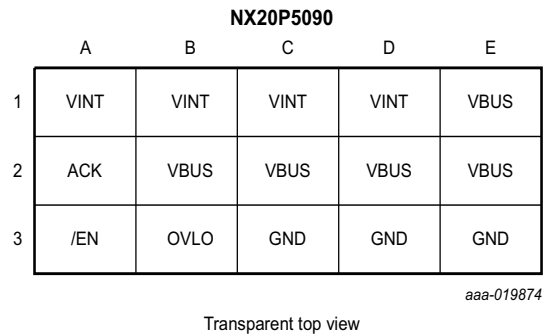 NX20P5090
A B C D E
1 VINT VINT VINT VINT VBUS
2 ACK VBUS VBUS VBUS VBUS
3 /EN OVLO GND GND GND
aaa-019874
Transparent top view